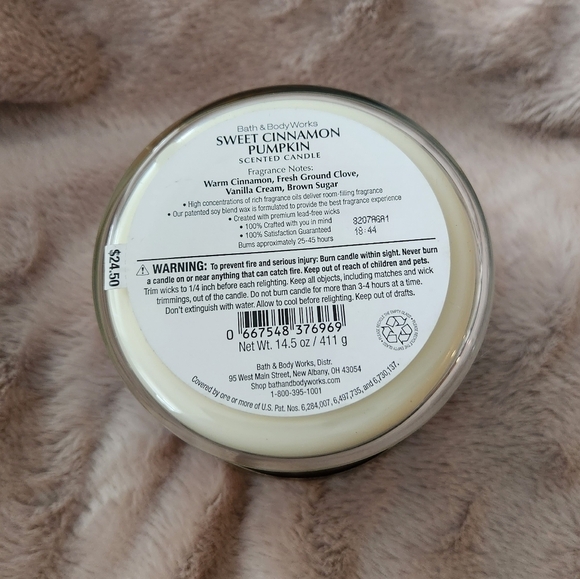 Bath & Body Works
SWEET CINNAMON
PUMPKIN
SCENTED CANDLE
Fragrance Notes:
Warm Cinnamon, Fresh Ground Clove,
Vanilla Cream, Brown Sugar
• High concentrations of rich fragrance oils deliver room-filling fragrance
• Our patented soy blend wax is formulated to provide the best fragrance experience
• Created with premium lead-free wicks
• 100% Crafted with you in mind
• 100% Satisfaction Guaranteed
Burns approximately 25-45 hours
8207AGA1
18:44
$24.50
WARNING: To prevent fire and serious injury: Burn candle within sight. Never burn
a candle on or near anything that can catch fire. Keep out of reach of children and pets.
Trim wicks to 1/4 inch before each relighting. Keep all objects, including matches and wick
trimmings, out of the candle. Do not burn candle for more than 3-4 hours at a time.
Don't extinguish with water. Allow to cool before relighting. Keep out of drafts.
0 667548 376969
Net Wt. 14.5 oz / 411 g
Bath & Body Works, Distr.
95 West Main Street, New Albany, OH 43054
Shop bathandbodyworks.com
1-800-395-1001
Covered by one or more of U.S. Pat. Nos. 6,284,007, 6,497,735, and 6,730,137.